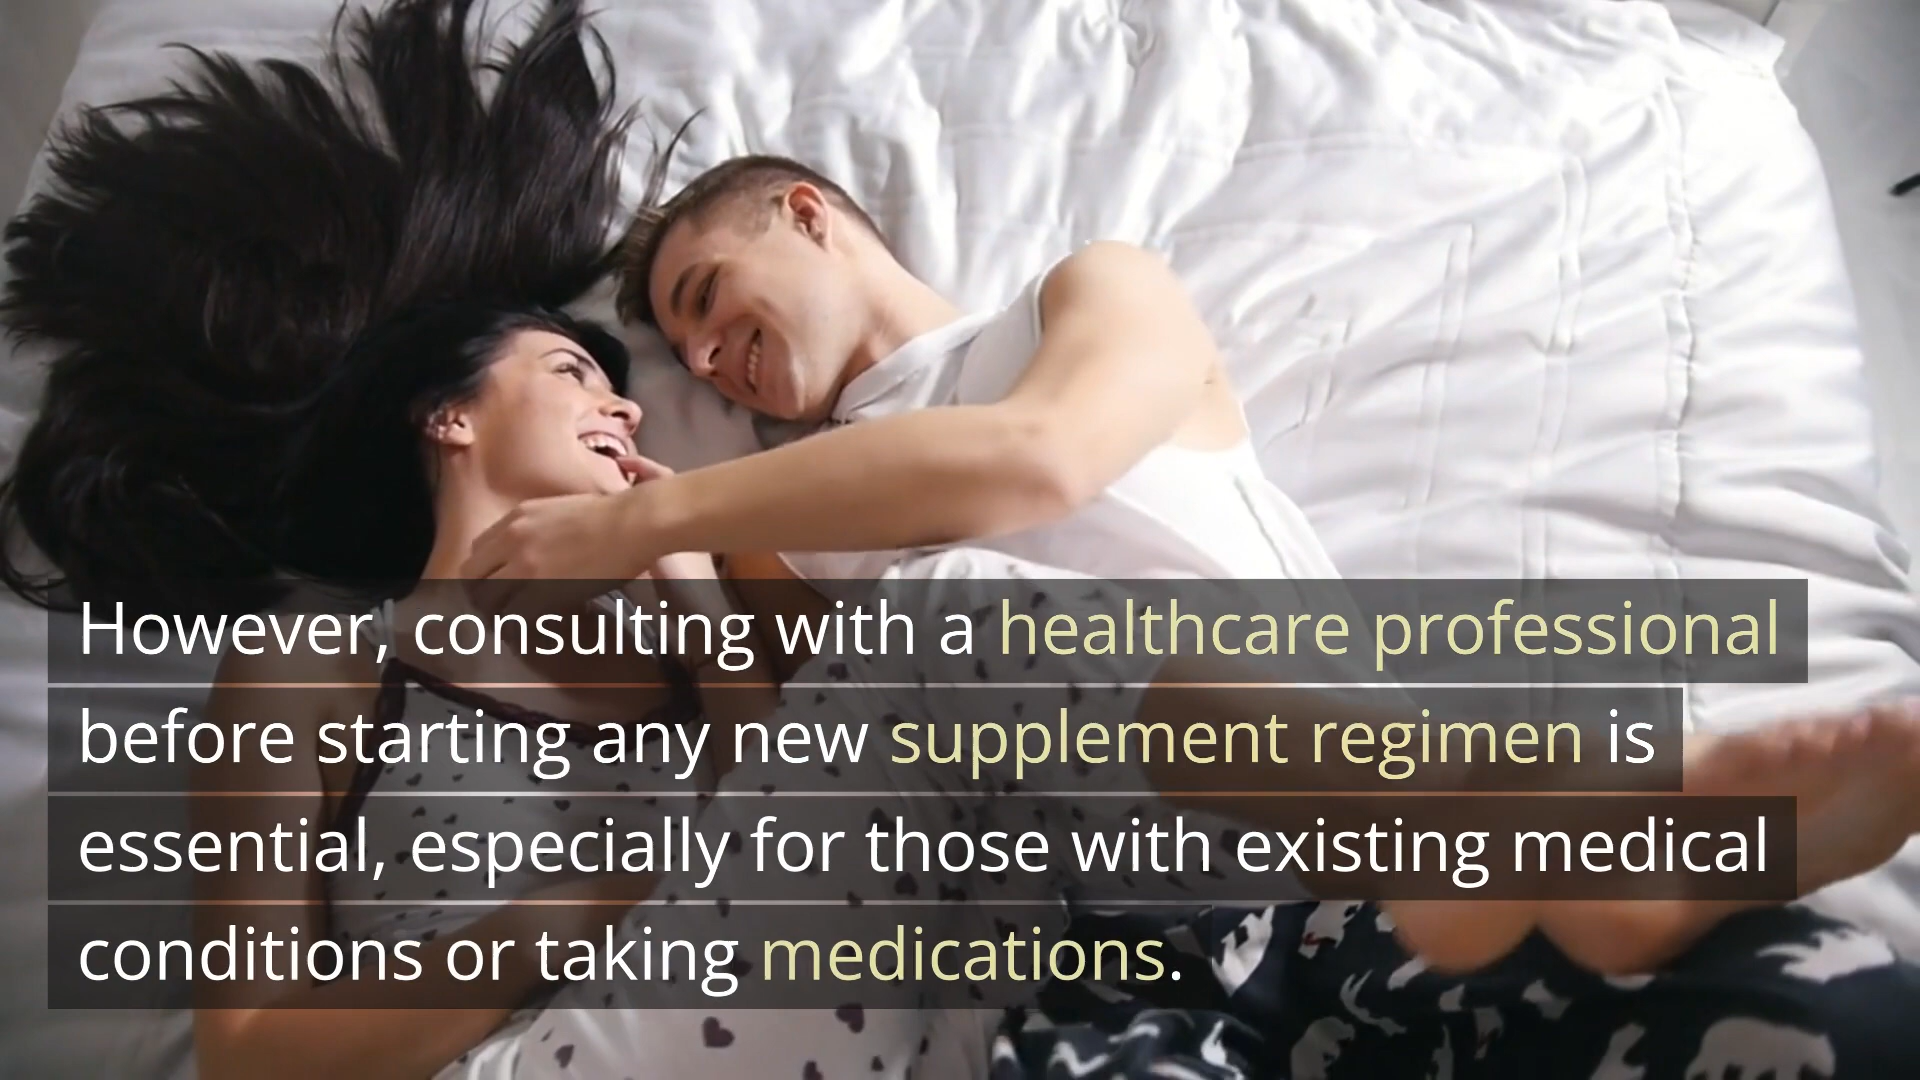 However, consulting with a healthcare professional
before starting any new supplement regimen is
essential, especially for those with existing medical
conditions or taking medications.